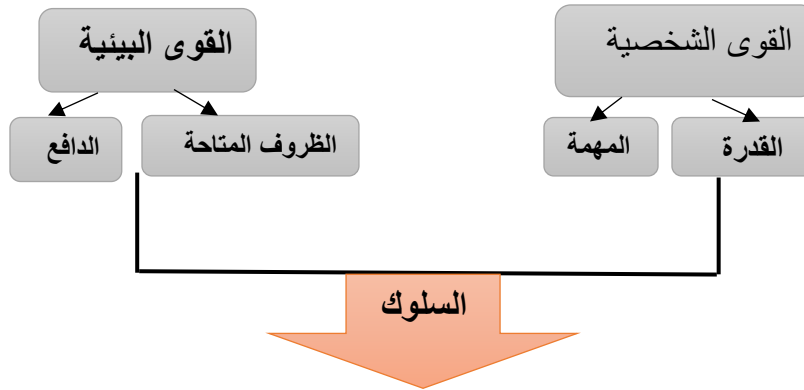 القوى الشخصية
القوى البيئية
القدرة
المهمة
الظروف المتاحة
الدافع
السلوك